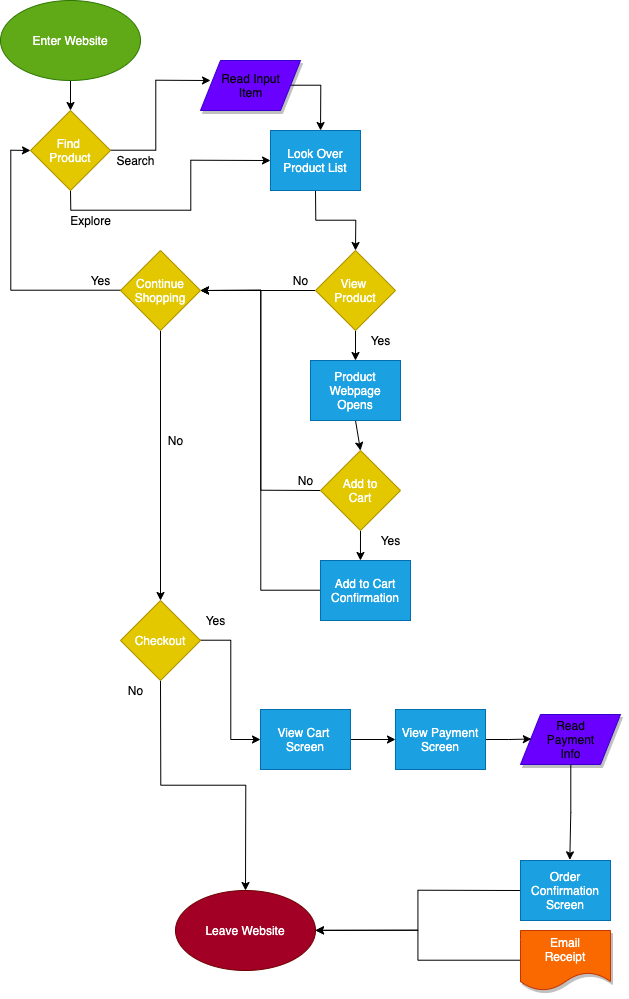 Enter Website
Read Input
Item
Find
Product
Search
Look Over
Product List
Explore
Yes
Continue
Shopping
No
View
Product
Yes
Product
Webpage
Opens
No
No
Add to
Cart
Yes
Add to Cart
Confirmation
Yes
Checkout
No
View Cart
Screen
View Payment
Screen
Read
Payment
Info
Order
Confirmation
Screen
Leave Website
Email
Receipt